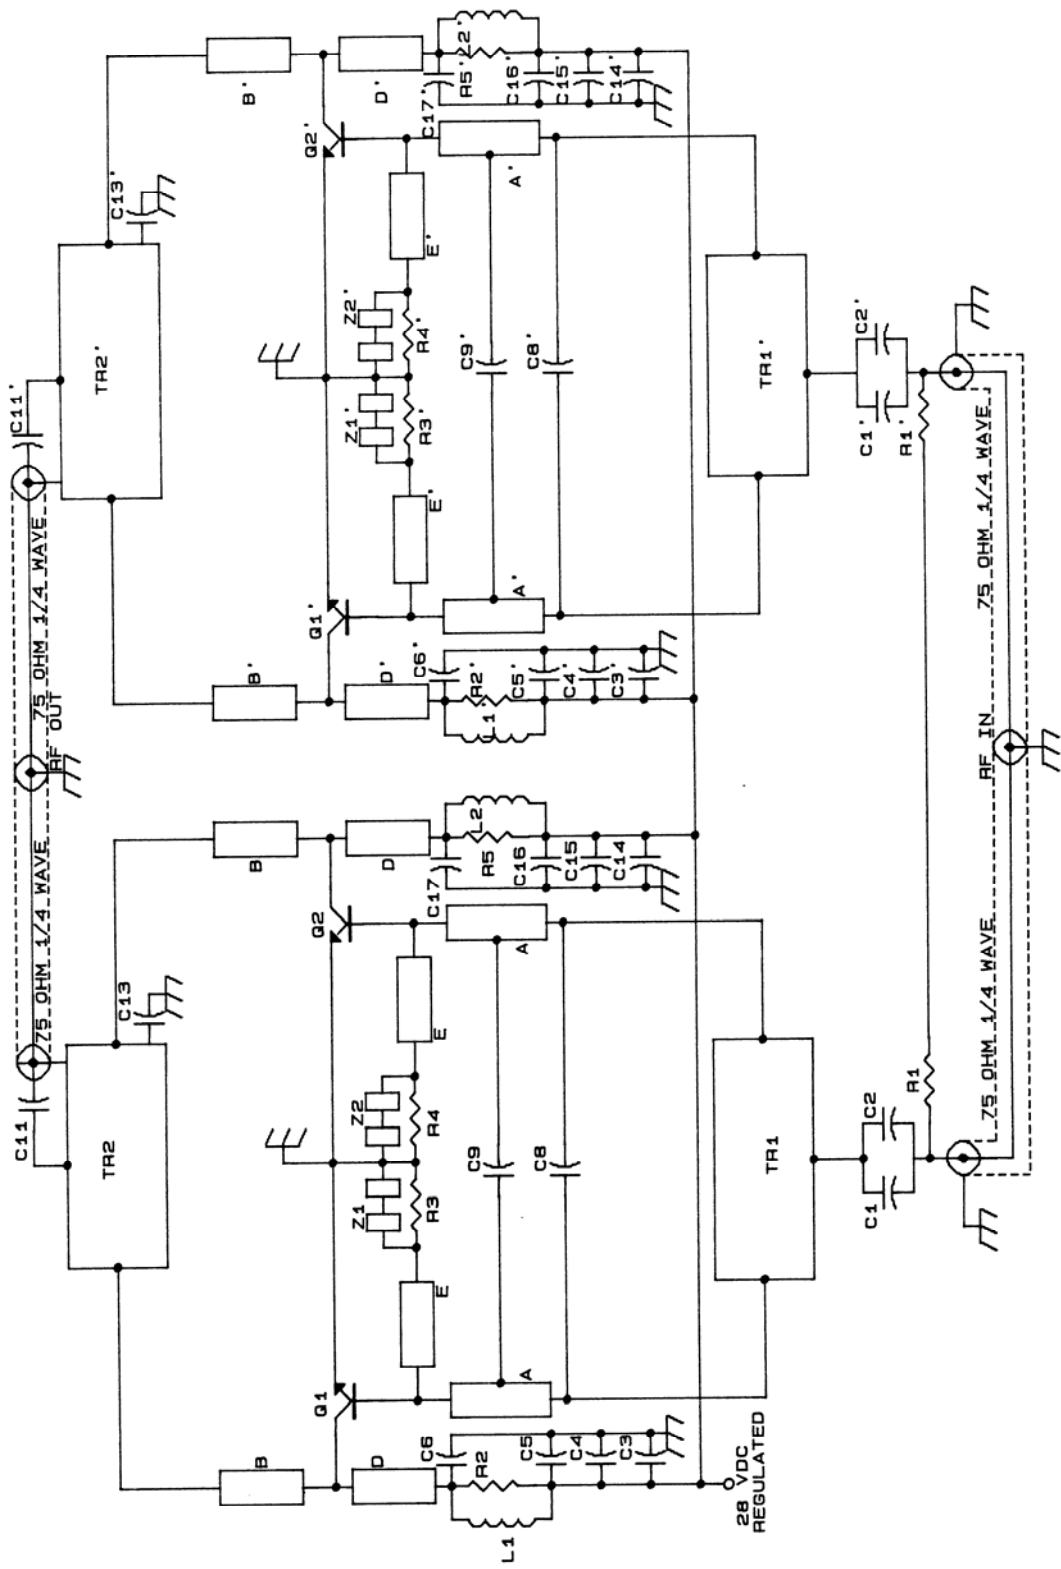 C11
75 OHM 1/4 WAVE
75 OHM 1/4 WAVE
RF OUT
C11'
TR2
C13
TR2'
C13'
B
B
B'
B'
Q1
Q2
Q1'
Q2'
D
D
D'
D'
Z1
Z2
Z1'
Z2'
R3
R4
R3'
R4'
E
E
E'
E'
C6
C17
C6'
C17'
L1
R2
R5
L2
L1'
R2'
R5'
L2'
C5
C4
C3
C16
C15
C14
C5'
C4'
C3'
C16'
C15'
C14'
A
A
A'
A'
C9
C9'
C8
C8'
28 VDC
REGULATED
TR1
TR1'
C1
C2
C1'
C2'
R1
R1'
75 OHM 1/4 WAVE
RF IN
75 OHM 1/4 WAVE